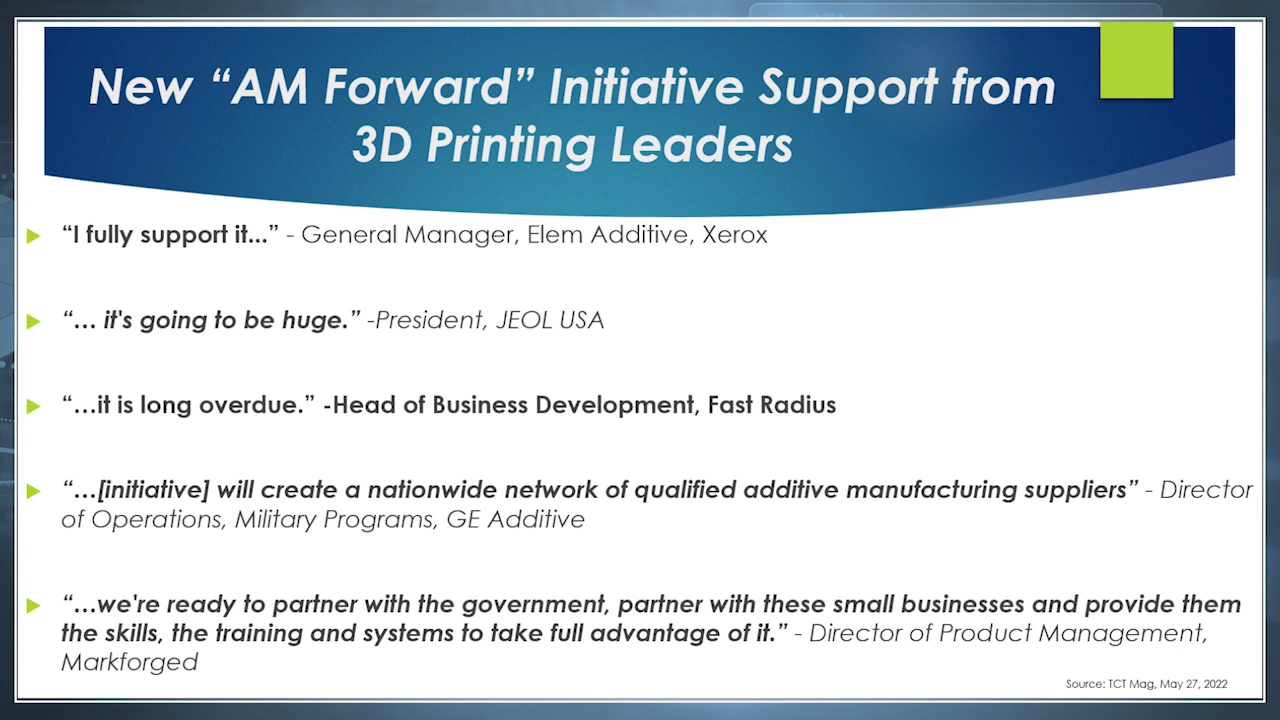 New “AM Forward” Initiative Support from
3D Printing Leaders
“I fully support it...” - General Manager, Elem Additive, Xerox
“… it's going to be huge.” -President, JEOL USA
“…it is long overdue.” -Head of Business Development, Fast Radius
“…[initiative] will create a nationwide network of qualified additive manufacturing suppliers” - Director
of Operations, Military Programs, GE Additive
“…we're ready to partner with the government, partner with these small businesses and provide them
the skills, the training and systems to take full advantage of it.” - Director of Product Management,
Markforged
Source: TCT Mag, May 27, 2022